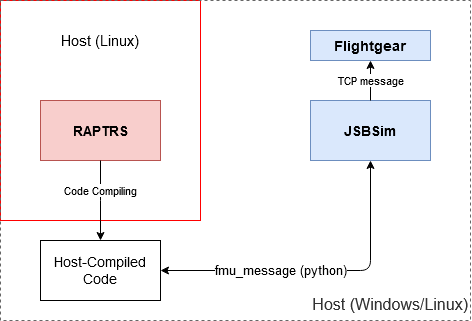 Host (Linux)
Flightgear
TCP message
RAPTRS
JSBSim
Code Compiling
Host-Compiled
Code
fmu_message (python)
Host (Windows/Linux)